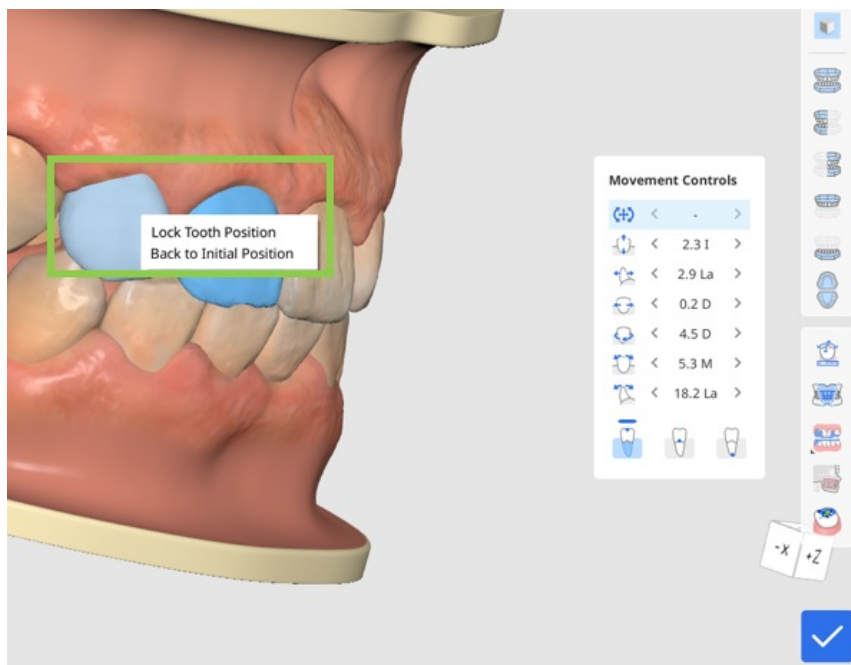 Lock Tooth Position
Back to Initial Position
Movement Controls
-
2.3 I
2.9 La
0.2 D
4.5 D
5.3 M
18.2 La
-X
+Z